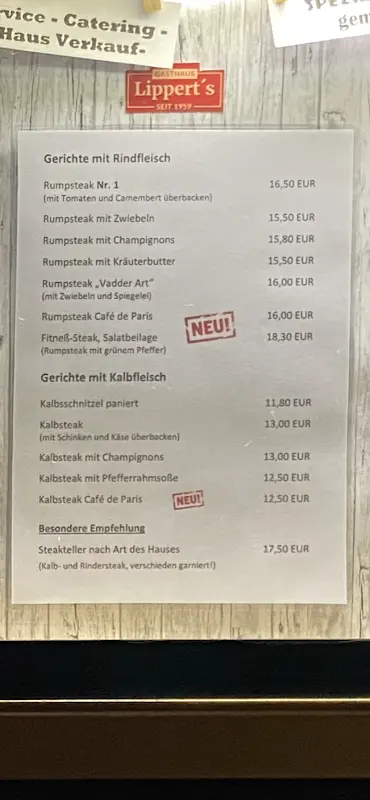 rvice - Catering -
Haus Verkauf-
gem
GASTHAUS
Lippert´s
SEIT 1959
Gerichte mit Rindfleisch
Rumpsteak Nr. 1 16,50 EUR
(mit Tomaten und Camembert überbacken)
Rumpsteak mit Zwiebeln 15,50 EUR
Rumpsteak mit Champignons 15,80 EUR
Rumpsteak mit Kräuterbutter 15,50 EUR
Rumpsteak „Vadder Art“ 16,00 EUR
(mit Zwiebeln und Spiegelei)
Rumpsteak Café de Paris NEU! 16,00 EUR
Fitneß-Steak, Salatbeilage 18,30 EUR
(Rumpsteak mit grünem Pfeffer)
Gerichte mit Kalbfleisch
Kalbsschnitzel paniert 11,80 EUR
Kalbsteak 13,00 EUR
(mit Schinken und Käse überbacken)
Kalbsteak mit Champignons 13,00 EUR
Kalbsteak mit Pfefferrahmsoße 12,50 EUR
Kalbsteak Café de Paris NEU! 12,50 EUR
Besondere Empfehlung
Steakteller nach Art des Hauses 17,50 EUR
(Kalb- und Rindersteak, verschieden garniert!)